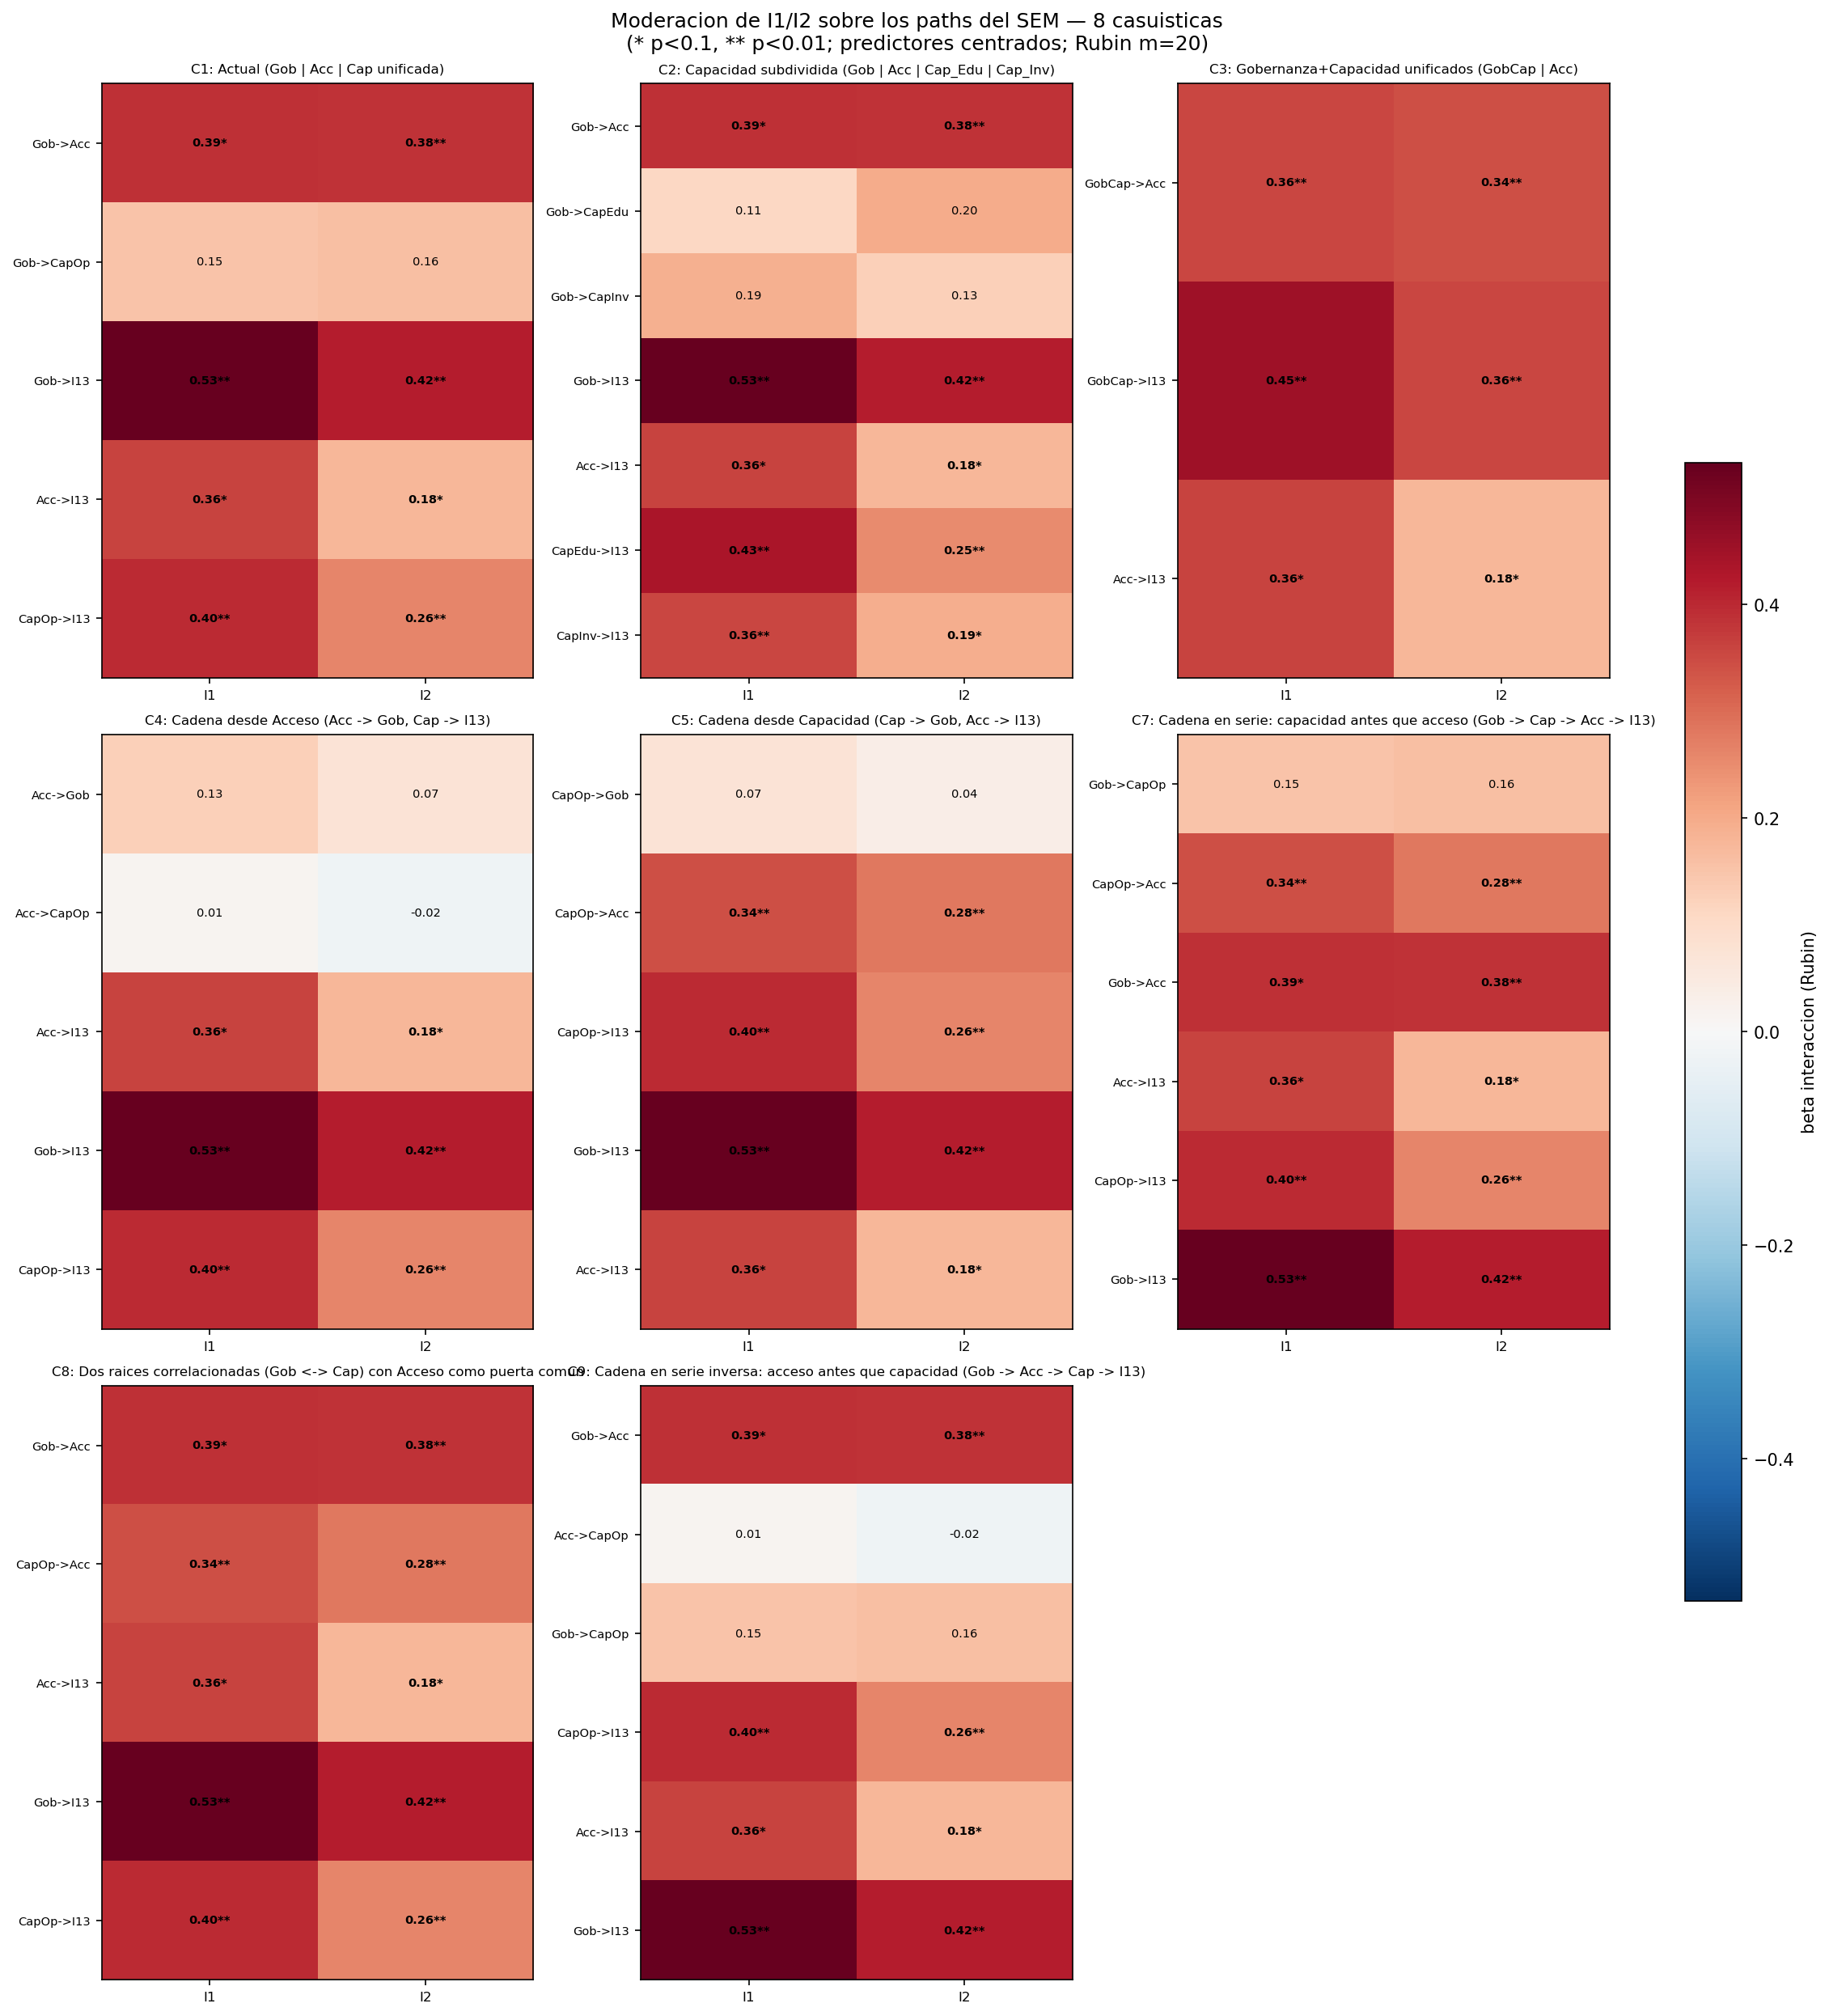 Moderacion de I1/I2 sobre los paths del SEM — 8 casuisticas
(* p<0.1, ** p<0.01; predictores centrados; Rubin m=20)
C1: Actual (Gob | Acc | Cap unificada)
Gob->Acc 0.39* 0.38**
Gob->CapOp 0.15 0.16
Gob->I13 0.53** 0.42**
Acc->I13 0.36* 0.18*
CapOp->I13 0.40** 0.26**
I1 I2
C2: Capacidad subdividida (Gob | Acc | Cap_Edu | Cap_Inv)
Gob->Acc 0.39* 0.38**
Gob->CapEdu 0.11 0.20
Gob->CapInv 0.19 0.13
Gob->I13 0.53** 0.42**
Acc->I13 0.36* 0.18*
CapEdu->I13 0.43** 0.25**
CapInv->I13 0.36** 0.19*
I1 I2
C3: Gobernanza+Capacidad unificados (GobCap | Acc)
GobCap->Acc 0.36** 0.34**
GobCap->I13 0.45** 0.36**
Acc->I13 0.36* 0.18*
I1 I2
C4: Cadena desde Acceso (Acc -> Gob, Cap -> I13)
Acc->Gob 0.13 0.07
Acc->CapOp 0.01 -0.02
Acc->I13 0.36* 0.18*
Gob->I13 0.53** 0.42**
CapOp->I13 0.40** 0.26**
I1 I2
C5: Cadena desde Capacidad (Cap -> Gob, Acc -> I13)
CapOp->Gob 0.07 0.04
CapOp->Acc 0.34** 0.28**
CapOp->I13 0.40** 0.26**
Gob->I13 0.53** 0.42**
Acc->I13 0.36* 0.18*
I1 I2
C7: Cadena en serie: capacidad antes que acceso (Gob -> Cap -> Acc -> I13)
Gob->CapOp 0.15 0.16
CapOp->Acc 0.34** 0.28**
Gob->Acc 0.39* 0.38**
Acc->I13 0.36* 0.18*
CapOp->I13 0.40** 0.26**
Gob->I13 0.53** 0.42**
I1 I2
C8: Dos raices correlacionadas (Gob <-> Cap) con Acceso como puerta comun
Gob->Acc 0.39* 0.38**
CapOp->Acc 0.34** 0.28**
Acc->I13 0.36* 0.18*
Gob->I13 0.53** 0.42**
CapOp->I13 0.40** 0.26**
I1 I2
C9: Cadena en serie inversa: acceso antes que capacidad (Gob -> Acc -> Cap -> I13)
Gob->Acc 0.39* 0.38**
Acc->CapOp 0.01 -0.02
Gob->CapOp 0.15 0.16
CapOp->I13 0.40** 0.26**
Acc->I13 0.36* 0.18*
Gob->I13 0.53** 0.42**
I1 I2
0.4
0.2
0.0
−0.2
−0.4
beta interaccion (Rubin)